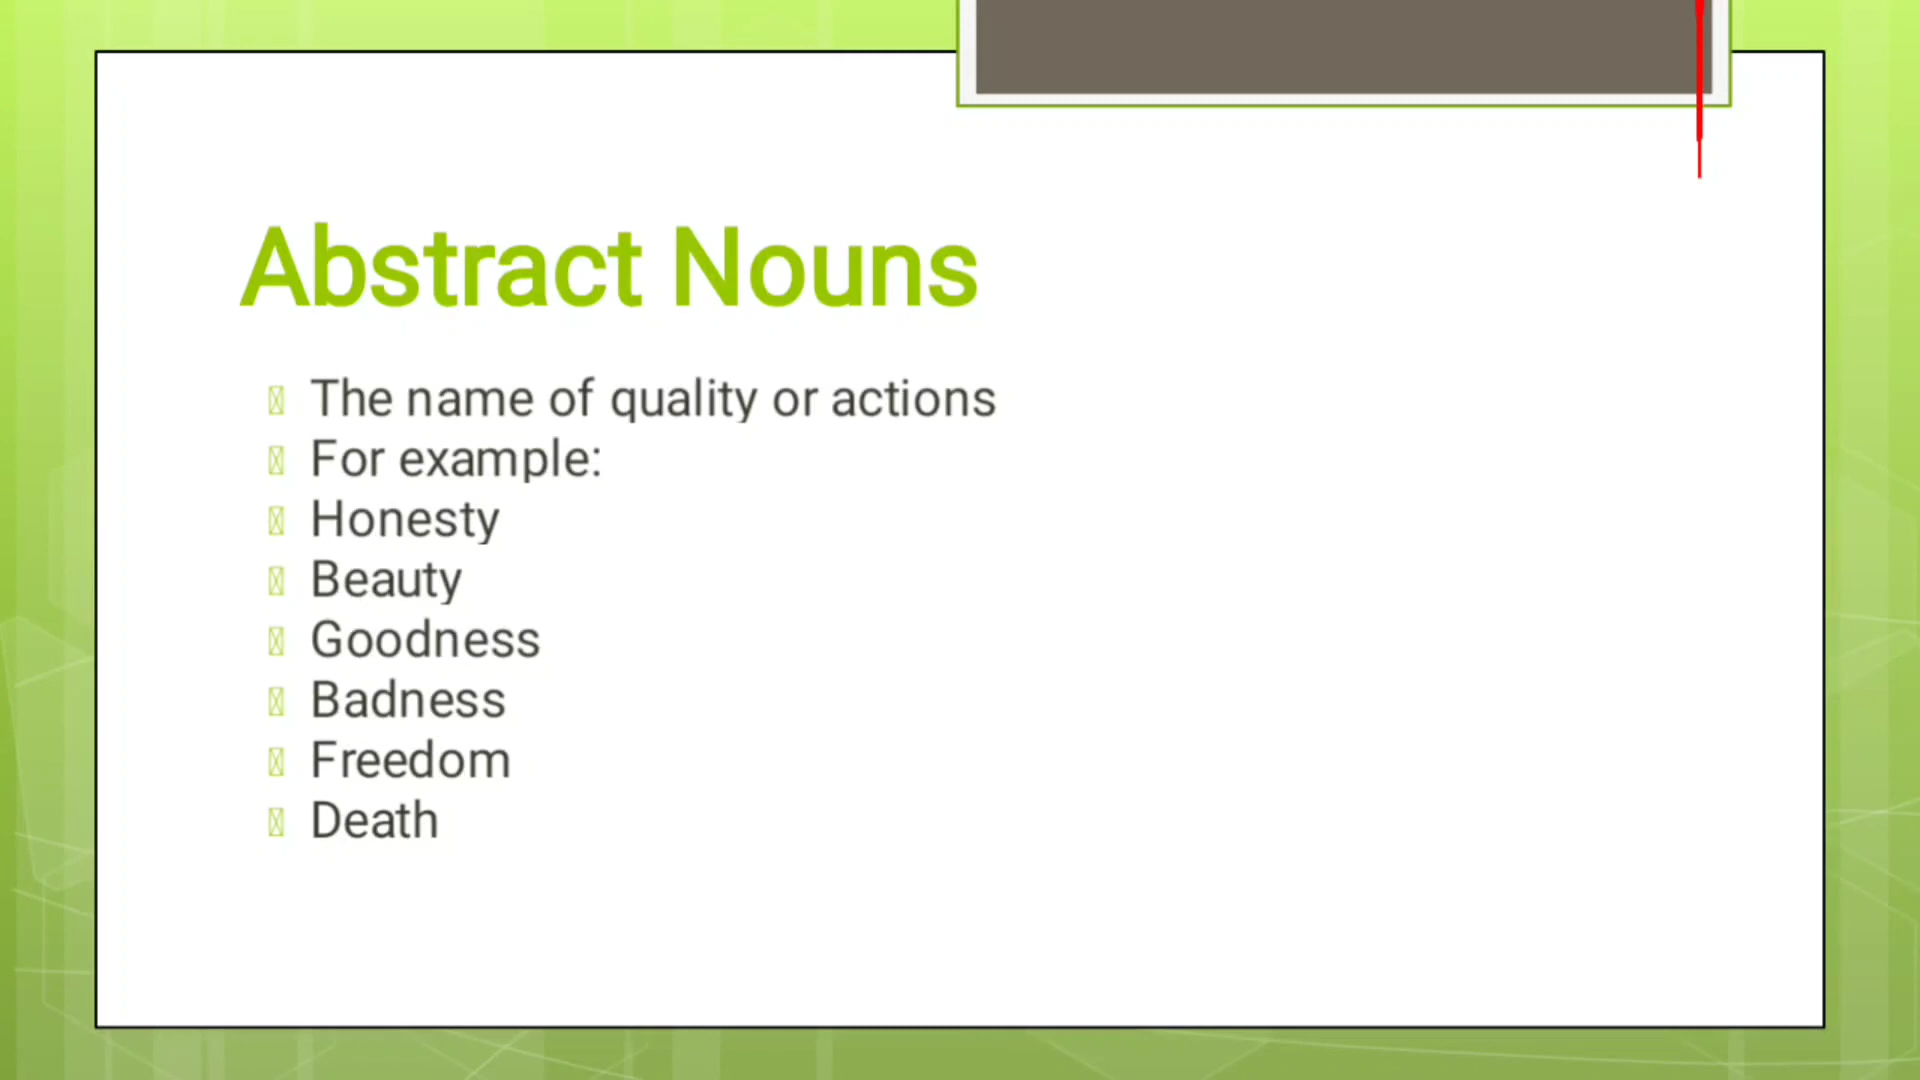 Abstract Nouns
The name of quality or actions
For example:
Honesty
Beauty
Goodness
Badness
Freedom
Death